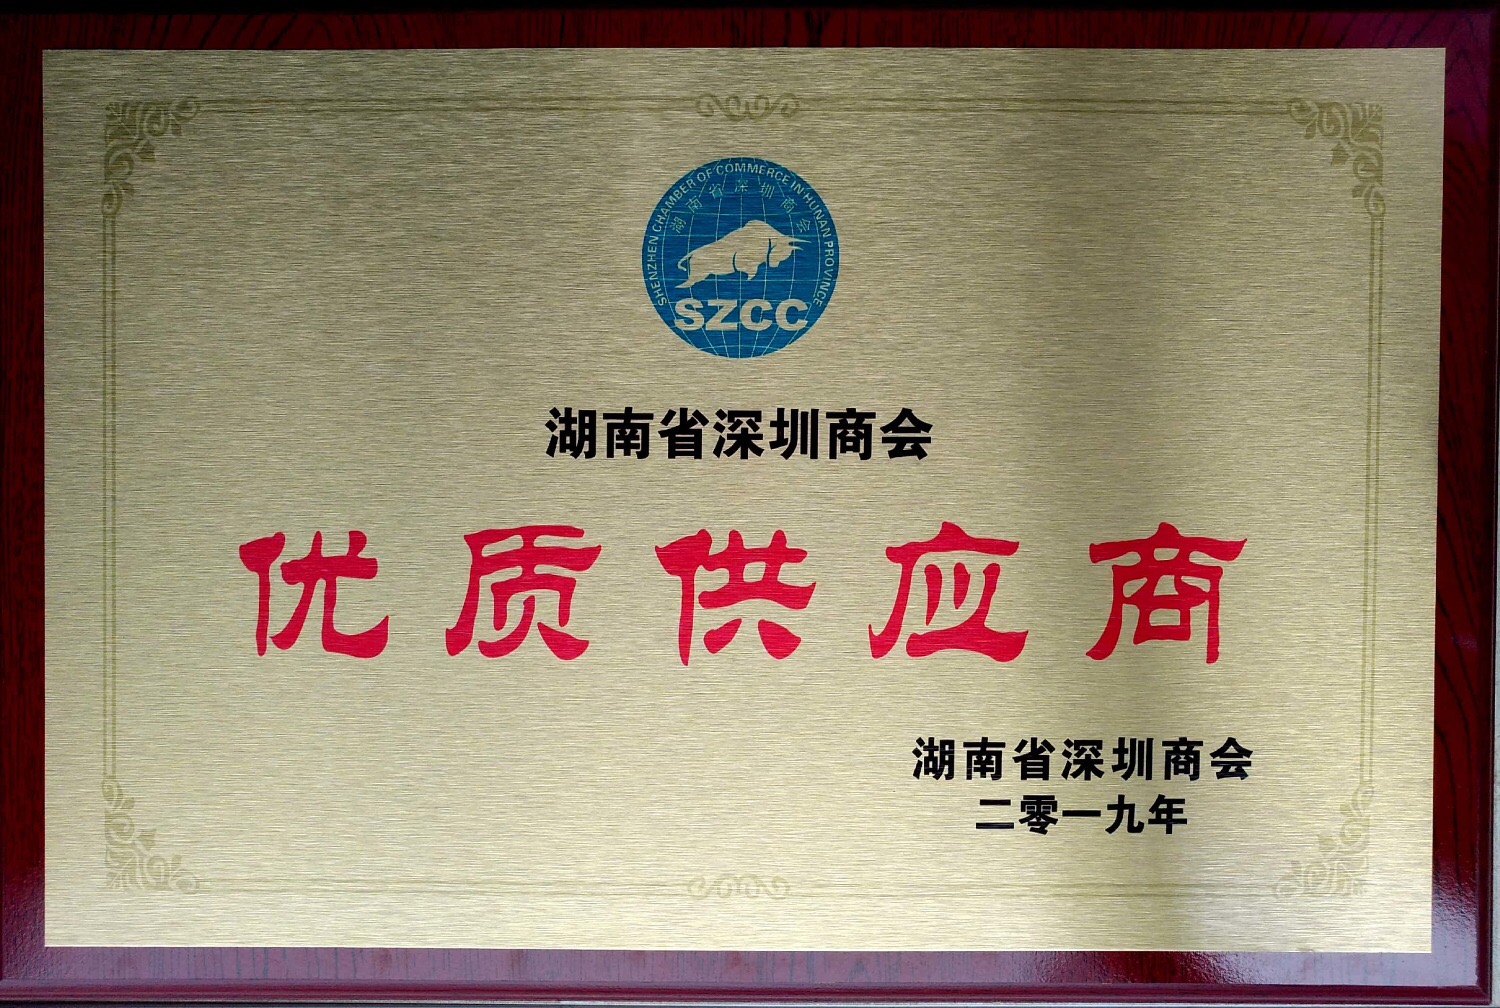 SHENZHEN CHAMBER OF COMMERCE IN HUNAN PROVINCE
湖南省深圳商会
SZCC
湖南省深圳商会
优质供应商
湖南省深圳商会
二零一九年